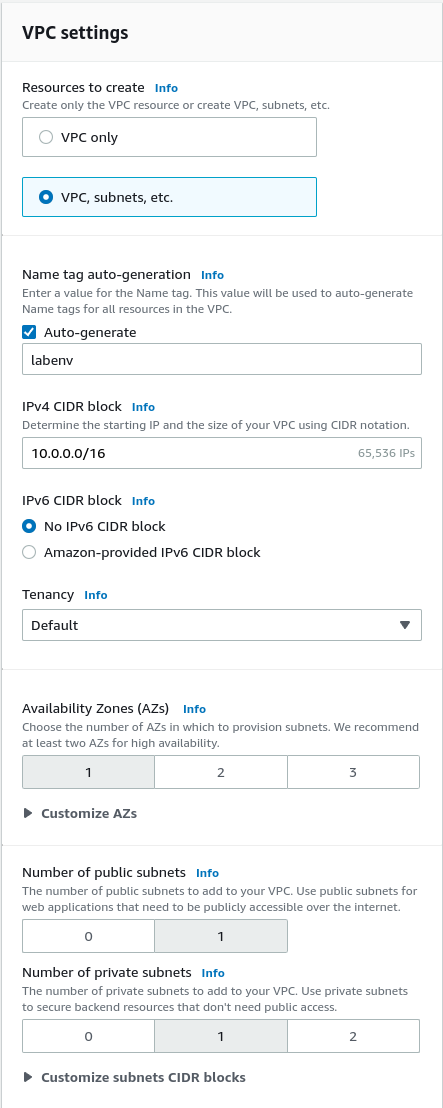 VPC settings
Resources to create Info
Create only the VPC resource or create VPC, subnets, etc.
VPC only
VPC, subnets, etc.
Name tag auto-generation Info
Enter a value for the Name tag. This value will be used to auto-generate
Name tags for all resources in the VPC.
Auto-generate
labenv
IPv4 CIDR block Info
Determine the starting IP and the size of your VPC using CIDR notation.
10.0.0.0/16 65,536 IPs
IPv6 CIDR block Info
No IPv6 CIDR block
Amazon-provided IPv6 CIDR block
Tenancy Info
Default
Availability Zones (AZs) Info
Choose the number of AZs in which to provision subnets. We recommend
at least two AZs for high availability.
1 2 3
Customize AZs
Number of public subnets Info
The number of public subnets to add to your VPC. Use public subnets for
web applications that need to be publicly accessible over the internet.
0 1
Number of private subnets Info
The number of private subnets to add to your VPC. Use private subnets
to secure backend resources that don't need public access.
0 1 2
Customize subnets CIDR blocks